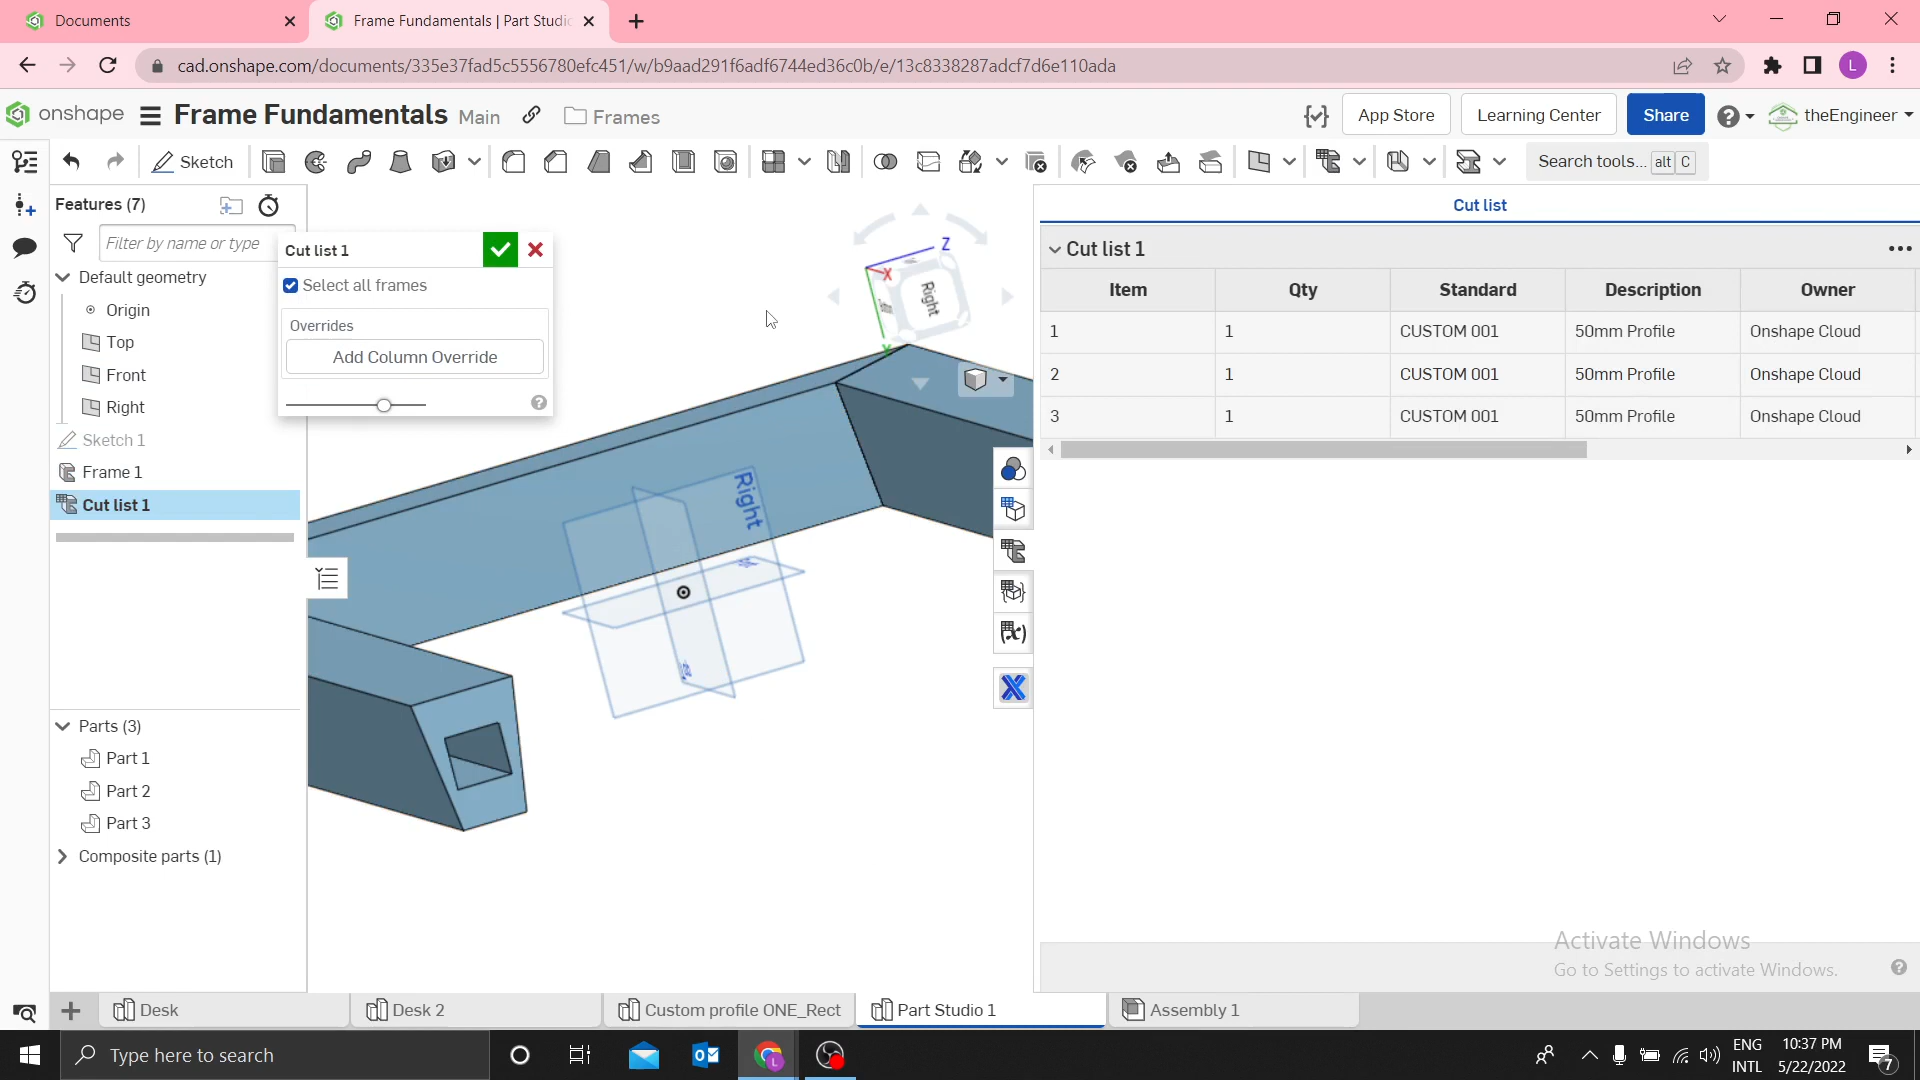 Documents
Frame Fundamentals | Part Studio
cad.onshape.com/documents/335e37fad5c5556780efc451/w/b9aad291f6adf6744ed36c0b/e/13c8338287adcf7d6e110ada
L
onshape
Frame Fundamentals
Main
Frames
App Store
Learning Center
Share
theEngineer
Sketch
Search tools... alt C
Features (7)
Filter by name or type
Default geometry
Origin
Top
Front
Right
Sketch 1
Frame 1
Cut list 1
Parts (3)
Part 1
Part 2
Part 3
Composite parts (1)
Cut list 1
Select all frames
Overrides
Add Column Override
Z
X
Y
Right
Right
Cut list
Cut list 1
Item Qty Standard Description Owner
1 1 CUSTOM 001 50mm Profile Onshape Cloud
2 1 CUSTOM 001 50mm Profile Onshape Cloud
3 1 CUSTOM 001 50mm Profile Onshape Cloud
Activate Windows
Go to Settings to activate Windows.
Desk
Desk 2
Custom profile ONE_Rect
Part Studio 1
Assembly 1
Type here to search
ENG
INTL
10:37 PM
5/22/2022
7